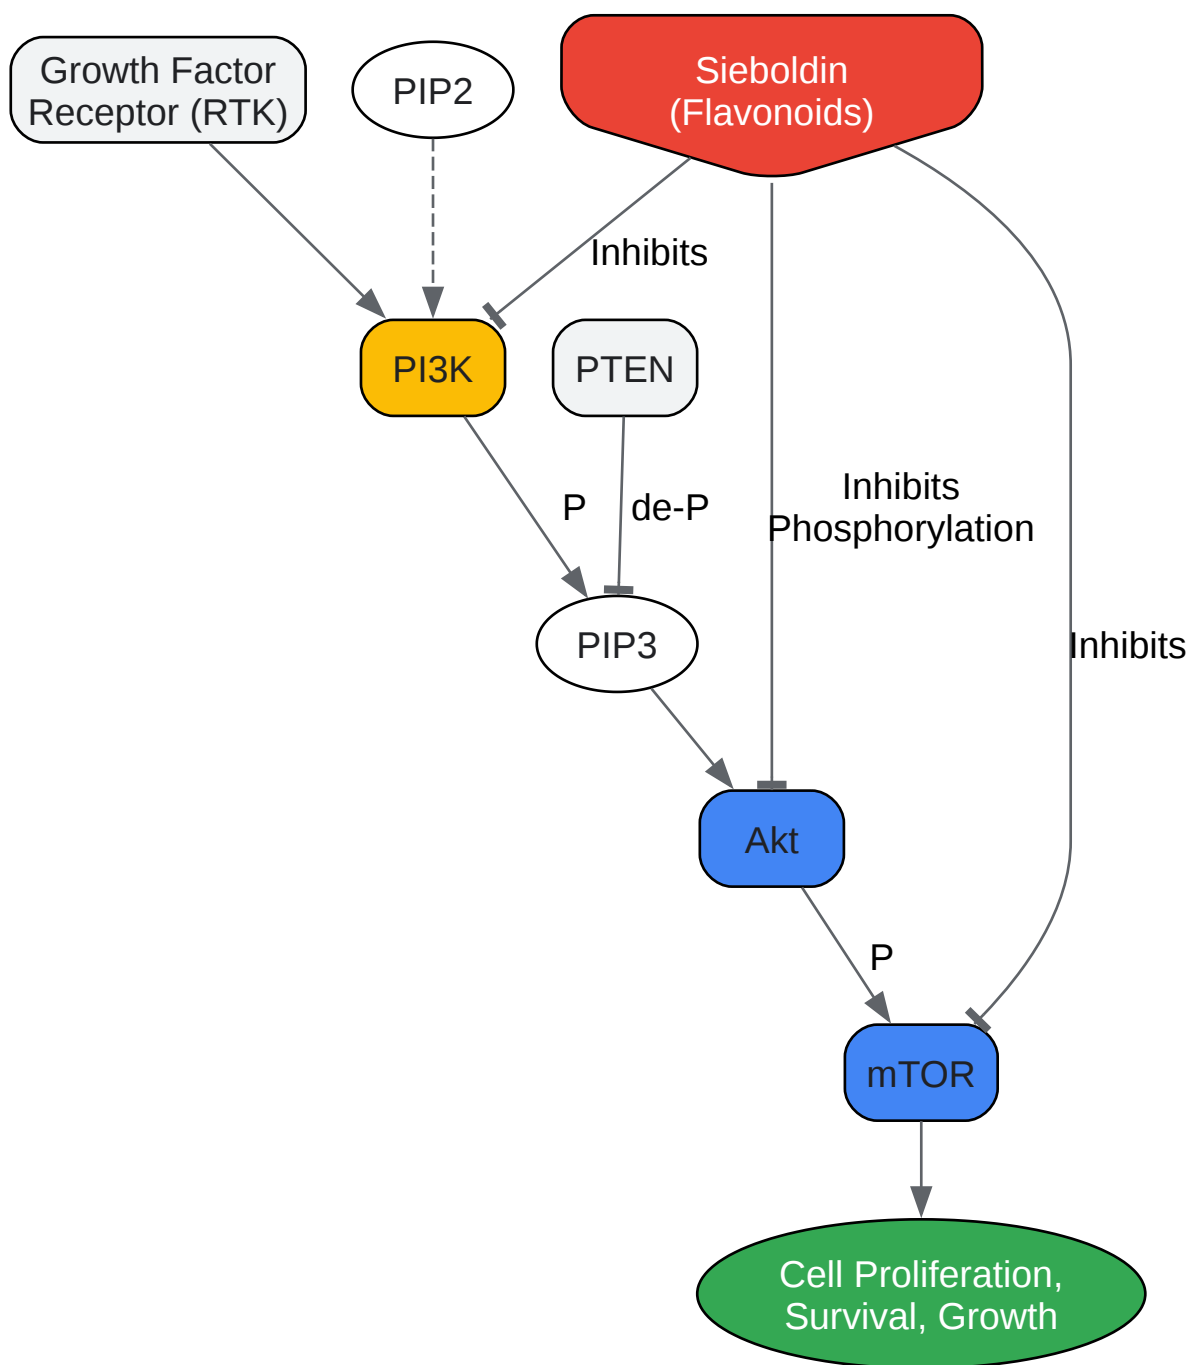 Growth Factor
Receptor (RTK)
PIP2
Sieboldin
(Flavonoids)
Inhibits
PI3K
PTEN
P
de-P
Inhibits
Phosphorylation
PIP3
Inhibits
Akt
P
mTOR
Cell Proliferation,
Survival, Growth